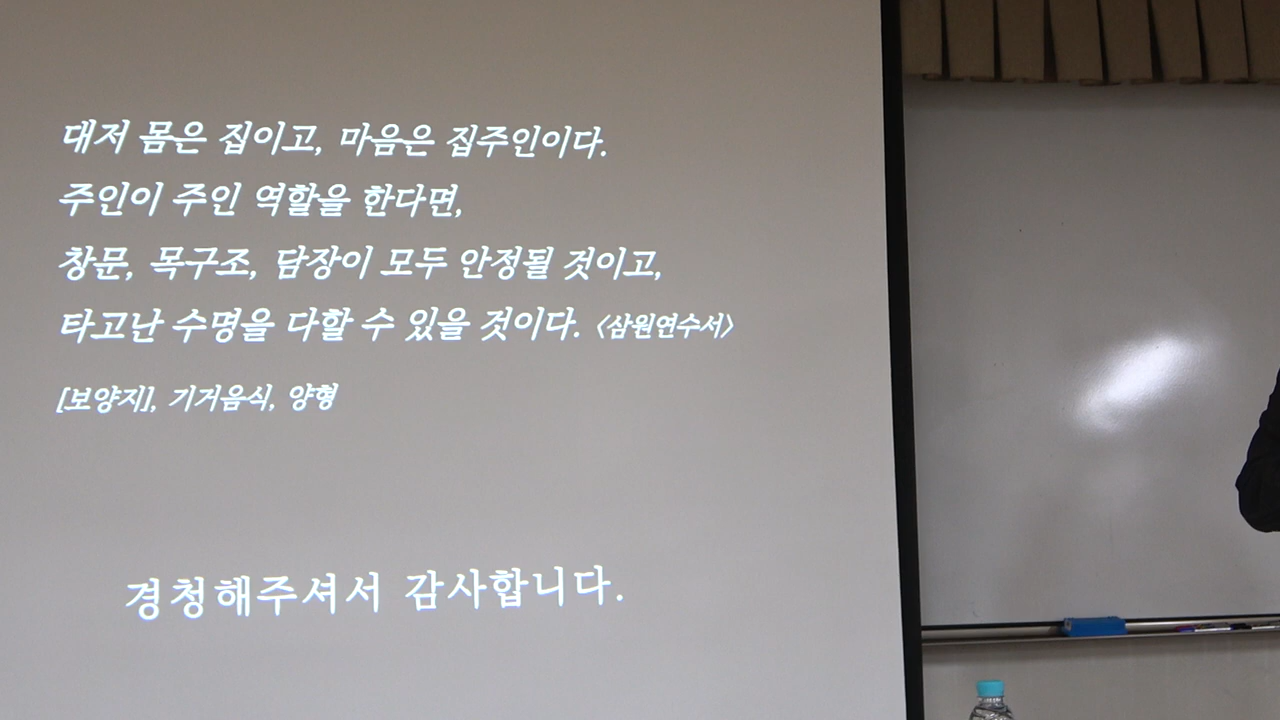 대저 몸은 집이고, 마음은 집주인이다.
주인이 주인 역할을 한다면,
창문, 목구조, 담장이 모두 안정될 것이고,
타고난 수명을 다할 수 있을 것이다. <삼원연수서>
[보양지], 기거음식, 양형
경청해주셔서 감사합니다.